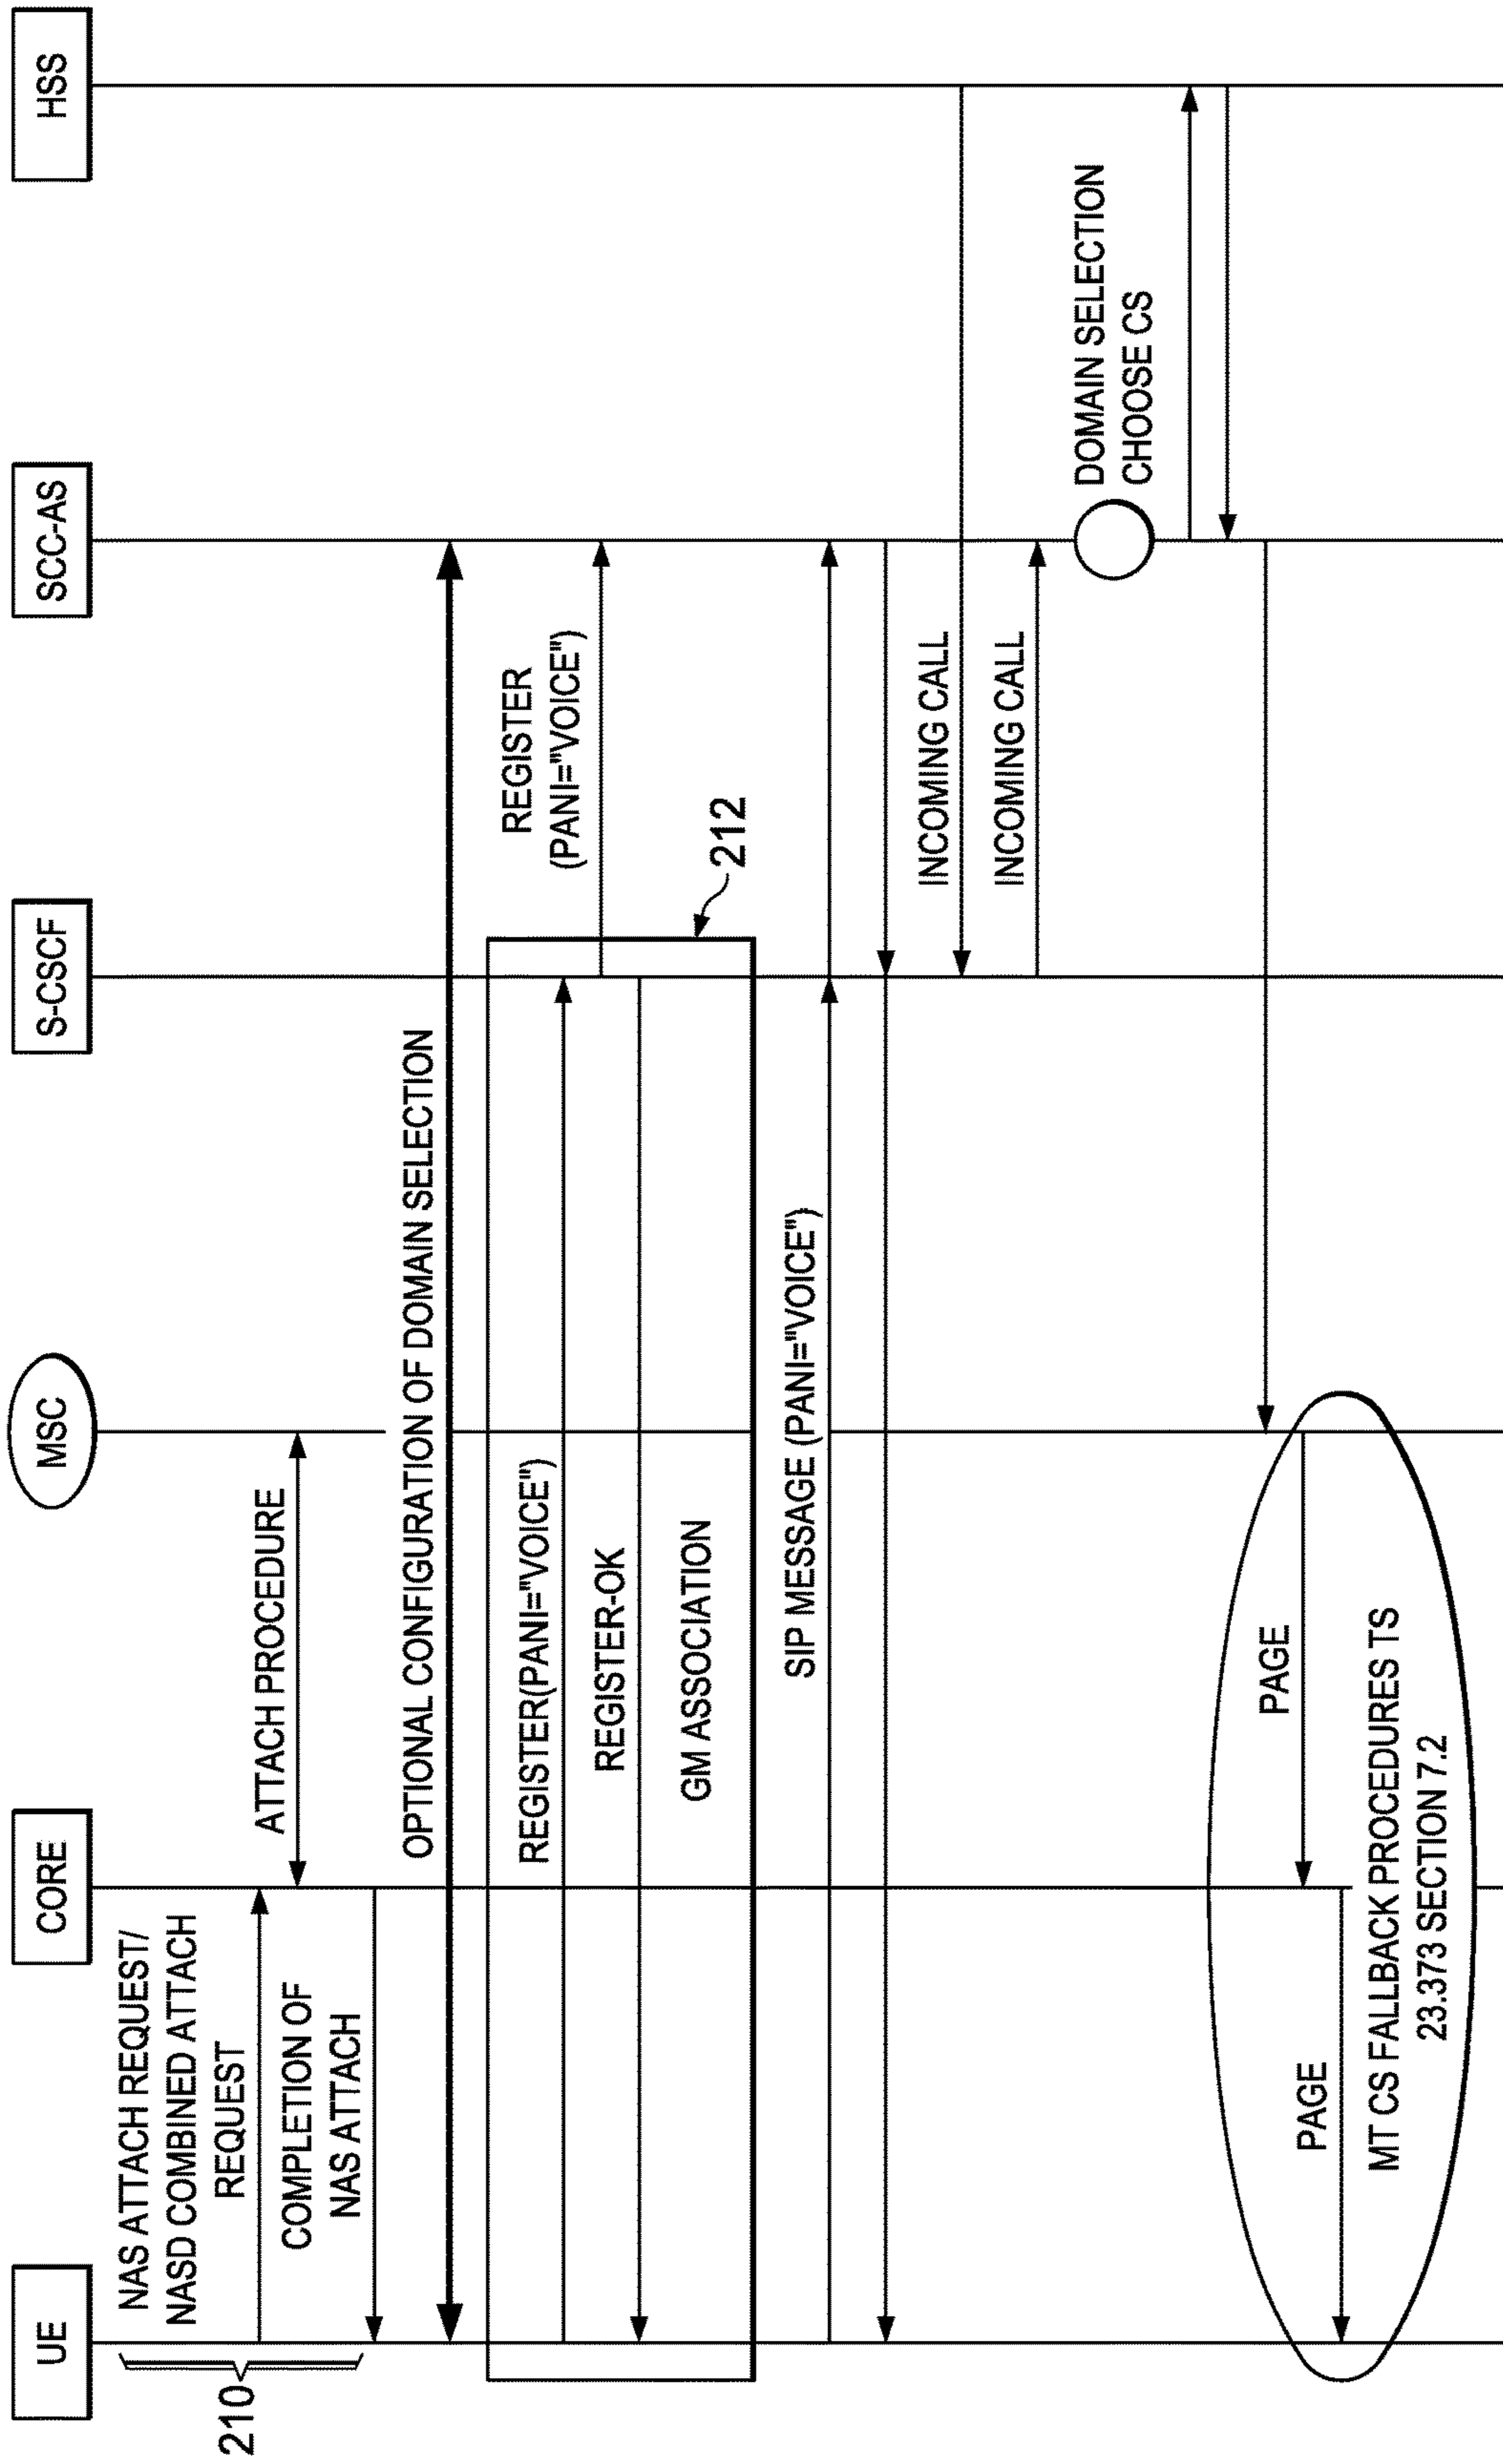 UE
CORE
MSC
S-CSCF
SCC-AS
HSS
210
NAS ATTACH REQUEST/
NASD COMBINED ATTACH
REQUEST
ATTACH PROCEDURE
COMPLETION OF
NAS ATTACH
OPTIONAL CONFIGURATION OF DOMAIN SELECTION
REGISTER(PANI="VOICE")
REGISTER
(PANI="VOICE")
REGISTER-OK
GM ASSOCIATION
212
SIP MESSAGE (PANI="VOICE")
INCOMING CALL
INCOMING CALL
DOMAIN SELECTION
CHOOSE CS
PAGE
PAGE
MT CS FALLBACK PROCEDURES TS
23.373 SECTION 7.2